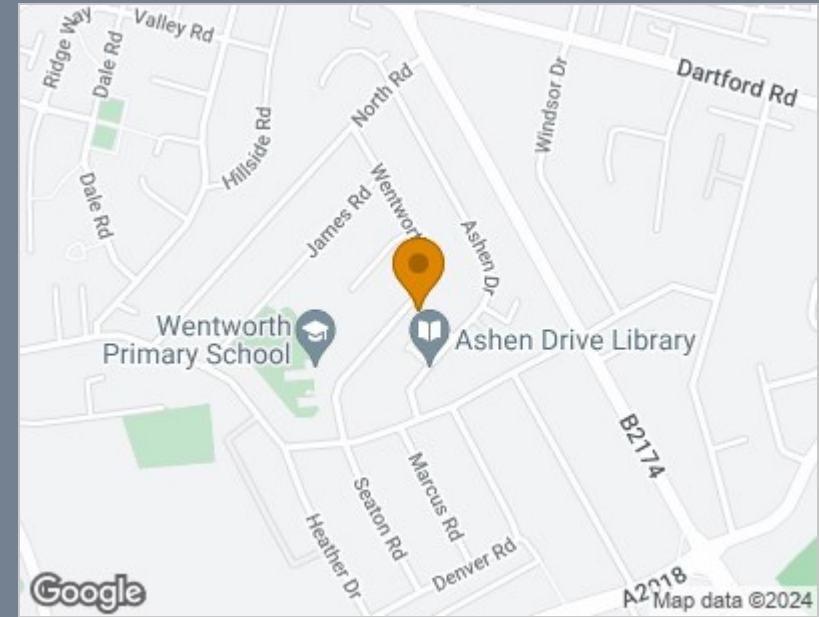 Valley Rd
Ridge Way
Dale Rd
North Rd
Dartford Rd
Windsor Dr
Hillside Rd
James Rd
Dale Rd
Ashen Dr
Wentworth
Primary School
Ashen Drive Library
B2174
Marcus Rd
Seaton Rd
Heather Dr
Denver Rd
A2018
Google
Map data ©2024